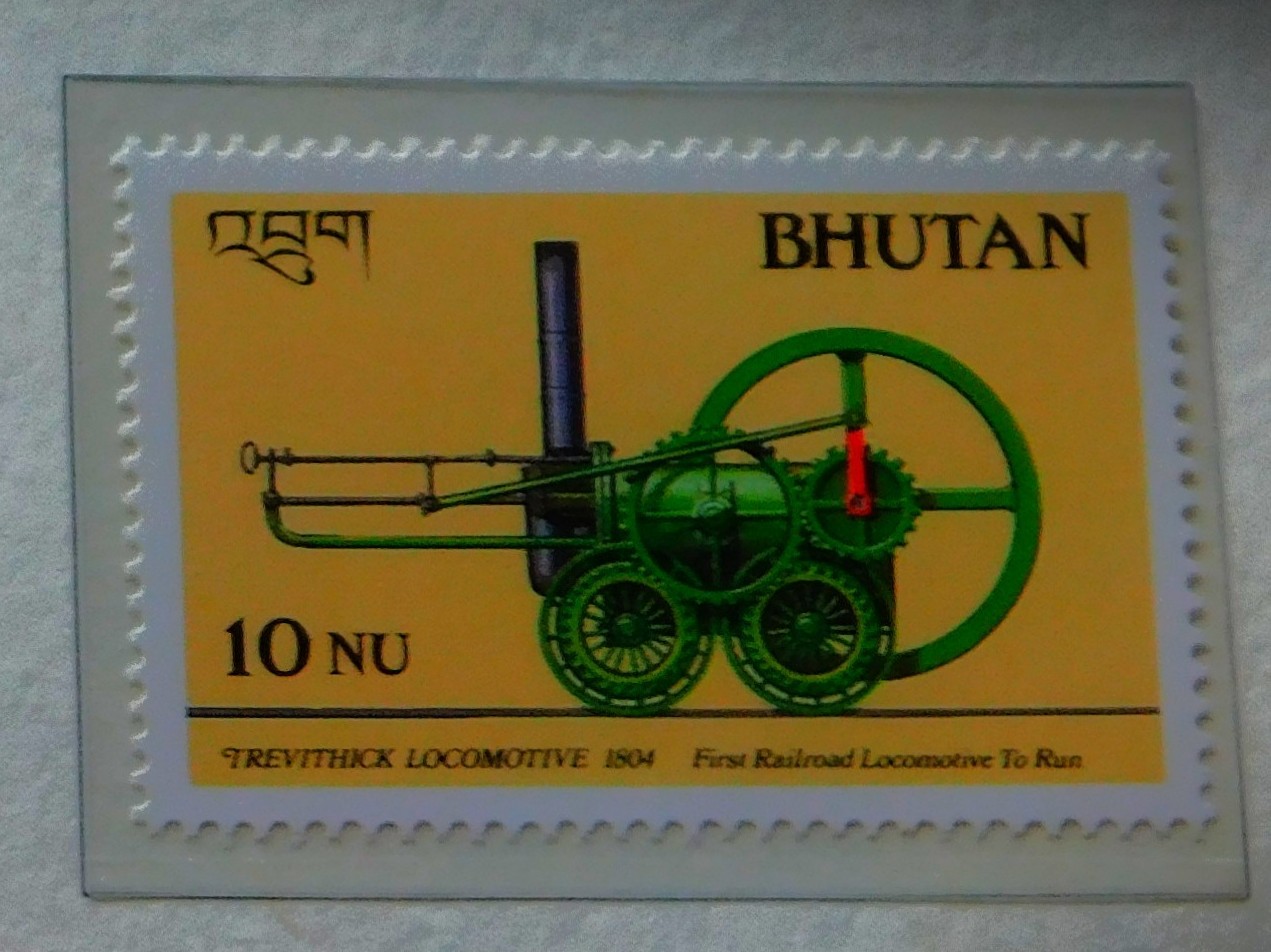 འབྲུག
BHUTAN
10 NU
TREVITHICK LOCOMOTIVE 1804 First Railroad Locomotive To Run